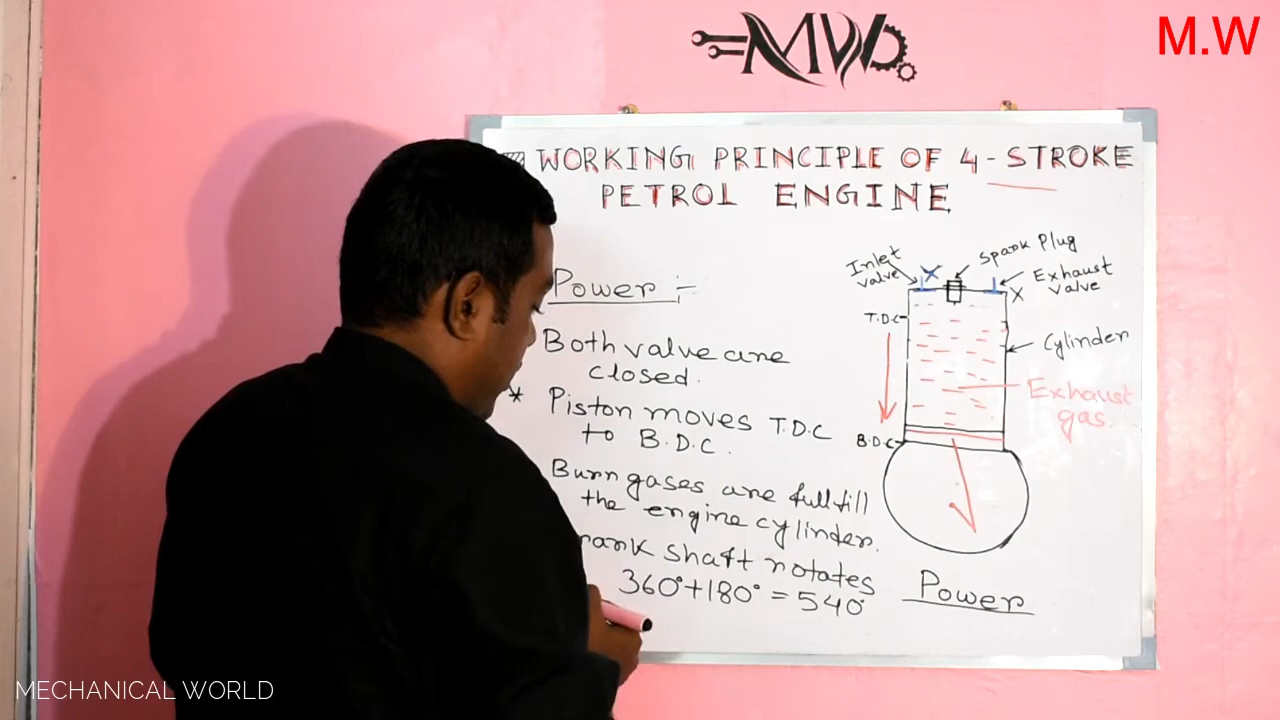 MW
M.W
WORKING PRINCIPLE OF 4-STROKE
PETROL ENGINE
Power :-
Both valve are
closed.
* Piston moves T.D.C
to B.D.C.
Burn gases are fullfill
the engine cylinder.
rank shaft rotates
360°+180° = 540°
Inlet
valve
X
Spark Plug
Exhaust
valve
X
T.D.C
Cylinder
Exhaust
gas.
B.D.C
Power
MECHANICAL WORLD